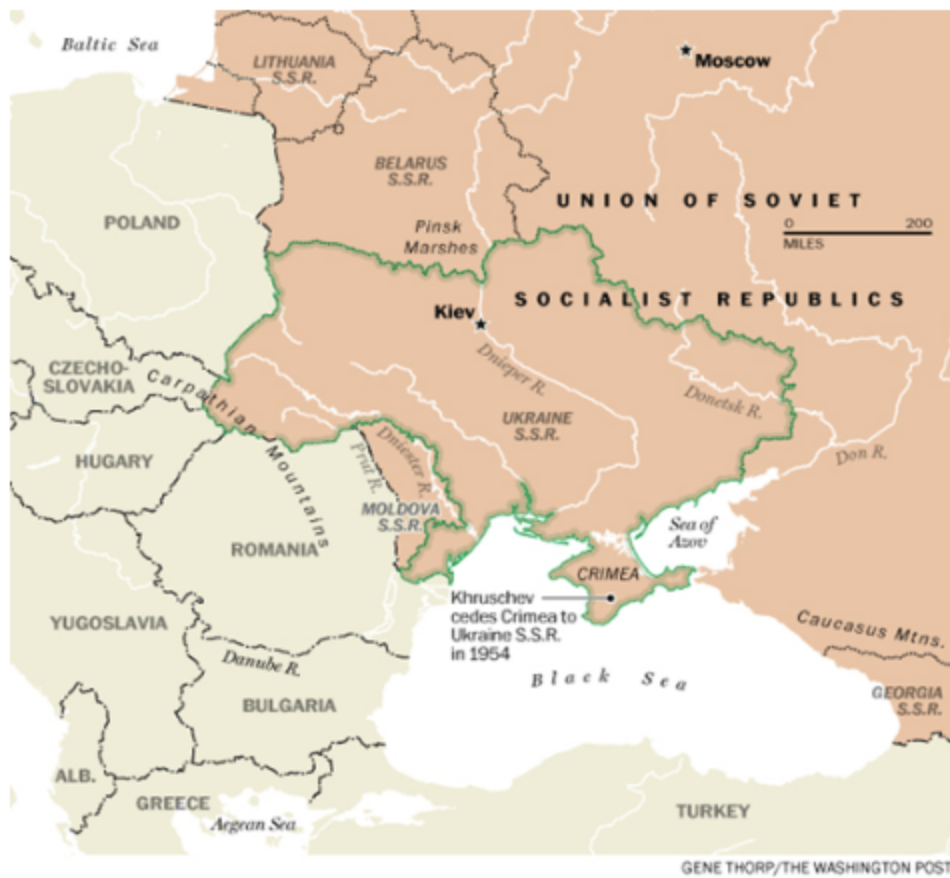 Baltic Sea
LITHUANIA
S.S.R.
Moscow
BELARUS
S.S.R.
UNION OF SOVIET
0 200
MILES
POLAND
Pinsk
Marshes
SOCIALIST REPUBLICS
Kiev
Dnieper R.
CZECHO-
SLOVAKIA
Carpathian Mountains
Donetsk R.
UKRAINE
S.S.R.
HUGARY
Prut R.
Dniester R.
Don R.
MOLDOVA
S.S.R.
Sea of
Azov
ROMANIA
CRIMEA
Khruschev
cedes Crimea to
Ukraine S.S.R.
in 1954
YUGOSLAVIA
Caucasus Mtns.
Danube R.
Black Sea
BULGARIA
GEORGIA
S.S.R.
ALB.
GREECE
Aegean Sea
TURKEY
GENE THORP/THE WASHINGTON POST